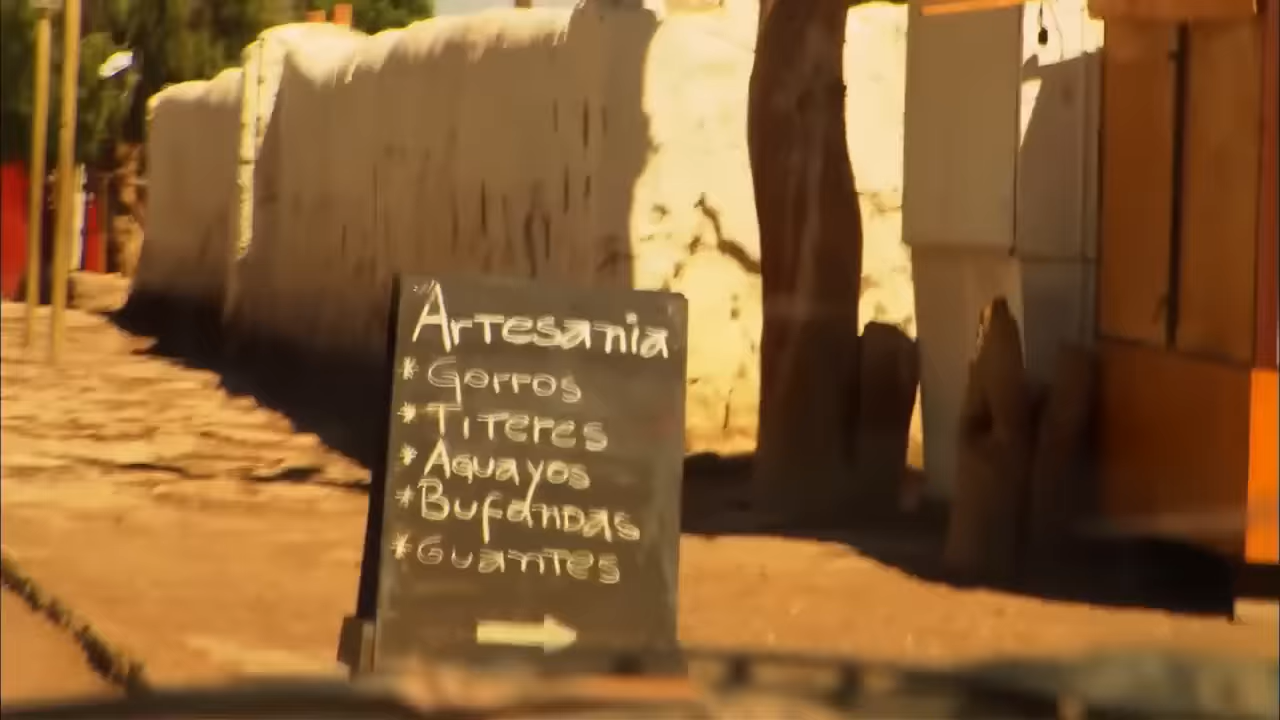 Artesania
* Gorros
* Titeres
* Aguayos
* Bufandas
* Guantes